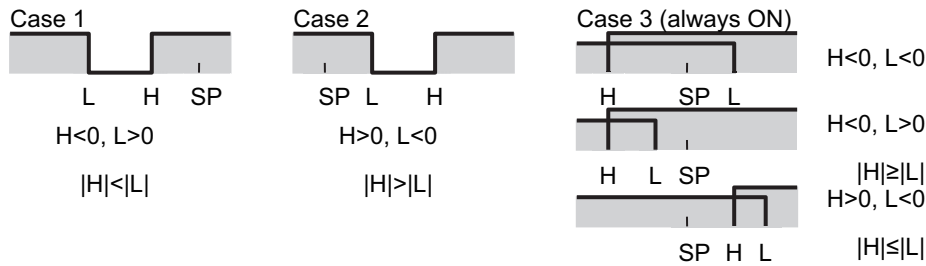 Case 1
L H SP
H<0, L>0
|H|<|L|
Case 2
SP L H
H>0, L<0
|H|>|L|
Case 3 (always ON)
H<0, L<0
H SP L
H<0, L>0
|H|≥|L|
H L SP
H>0, L<0
|H|≤|L|
SP H L